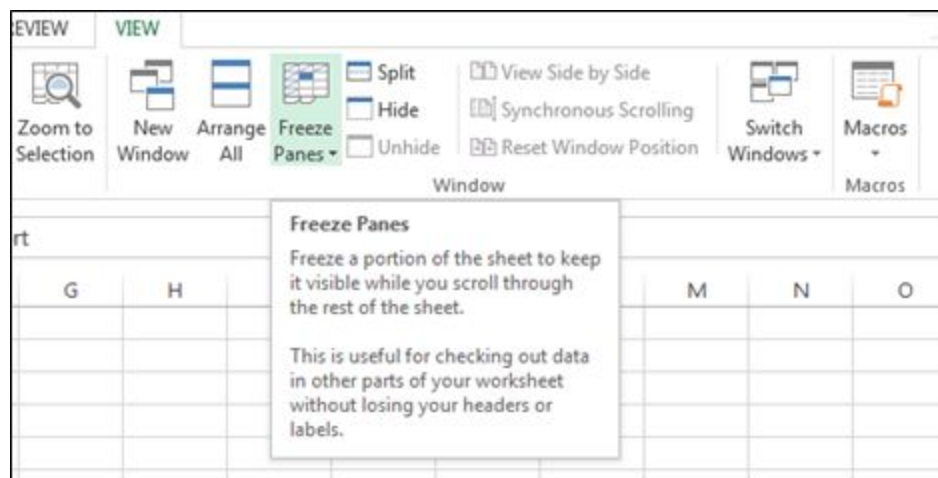 EVIEW VIEW
Split View Side by Side
Hide Synchronous Scrolling
Zoom to New Arrange Freeze Switch Macros
Selection Window All Panes Unhide Reset Window Position Windows
Window Macros
Freeze Panes
rt
Freeze a portion of the sheet to keep
it visible while you scroll through
the rest of the sheet.
G H M N O
This is useful for checking out data
in other parts of your worksheet
without losing your headers or
labels.